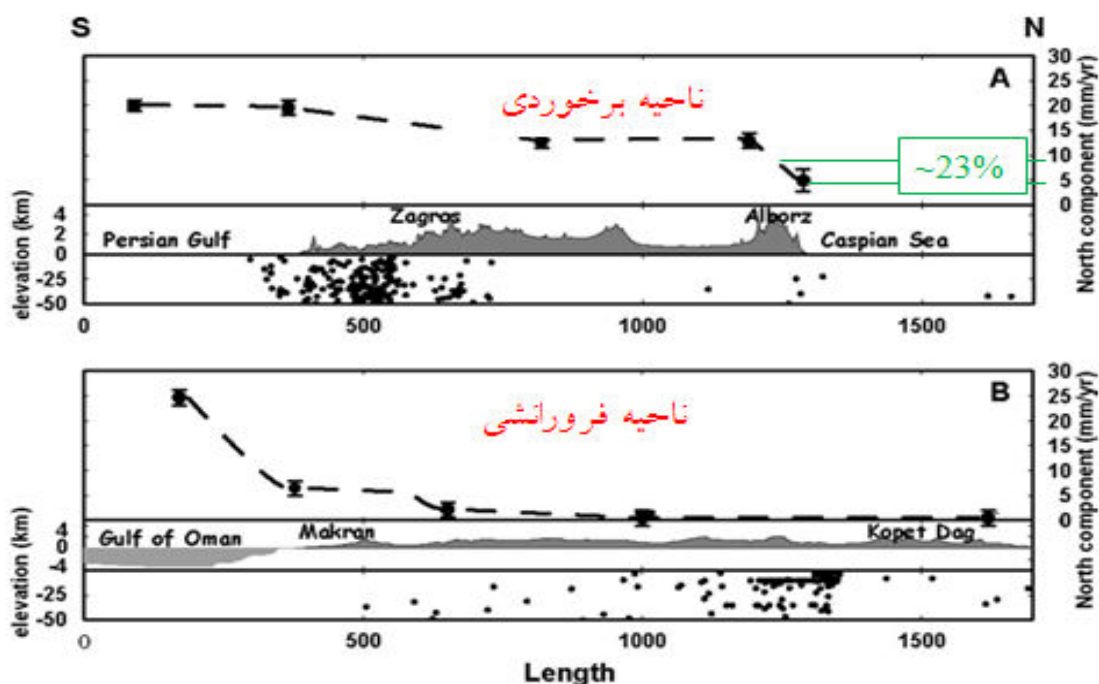 S N
A
ناحیه برخوردی
~23%
30
25
20
15
10
5
0
North component (mm/yr)
elevation (km)
4
2
0
-25
-50
Zagros Alborz
Persian Gulf Caspian Sea
0 500 1000 1500
B
ناحیه فرورانشی
30
25
20
15
10
5
0
North component (mm/yr)
elevation (km)
4
0
-4
-25
-50
Gulf of Oman Makran Kopet Dag
0 500 1000 1500
Length